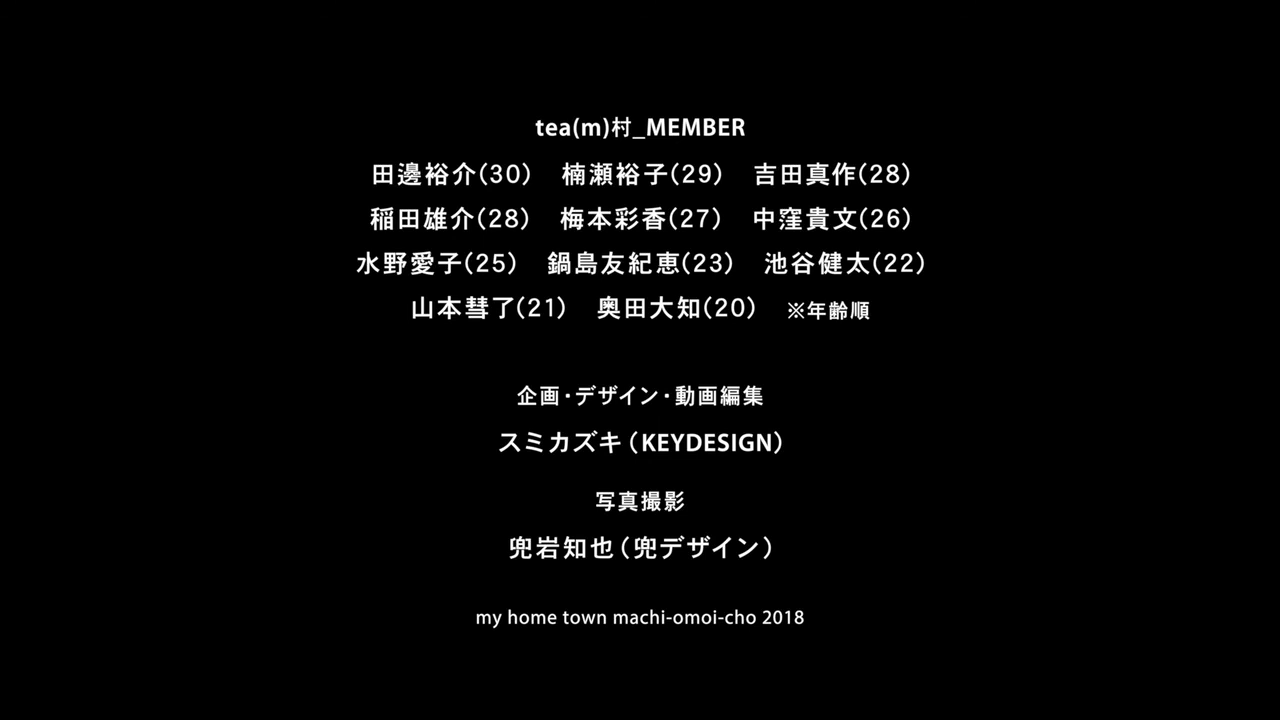 tea(m)村_MEMBER
田邊裕介(30) 楠瀬裕子(29) 吉田真作(28)
稲田雄介(28) 梅本彩香(27) 中窪貴文(26)
水野愛子(25) 鍋島友紀恵(23) 池谷健太(22)
山本彗了(21) 奥田大知(20) ※年齢順
企画・デザイン・動画編集
スミカズキ（KEYDESIGN）
写真撮影
兜岩知也（兜デザイン）
my home town machi-omoi-cho 2018